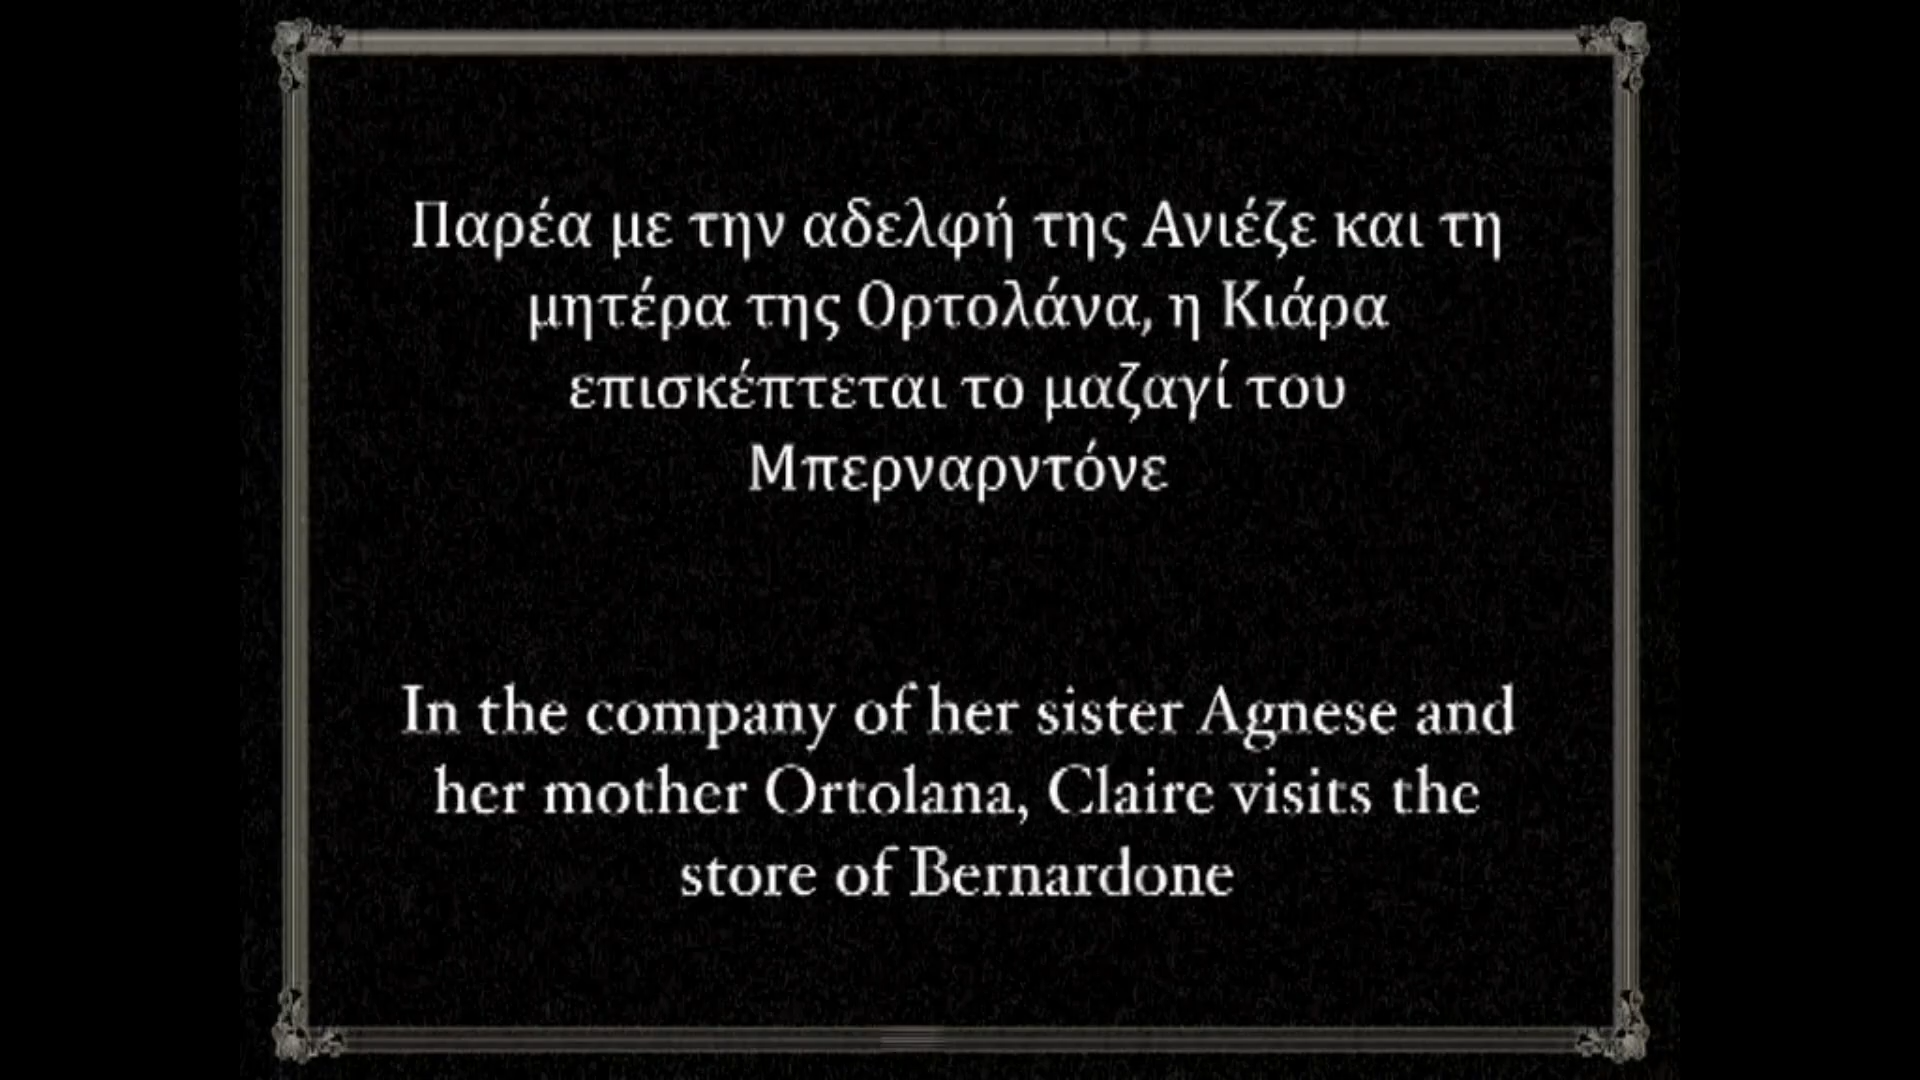 Παρέα με την αδελφή της Ανιέζε και τη
μητέρα της Ορτολάνα, η Κιάρα
επισκέπτεται το μαζαγί του
Μπερναρντόνε
In the company of her sister Agnese and
her mother Ortolana, Claire visits the
store of Bernardone